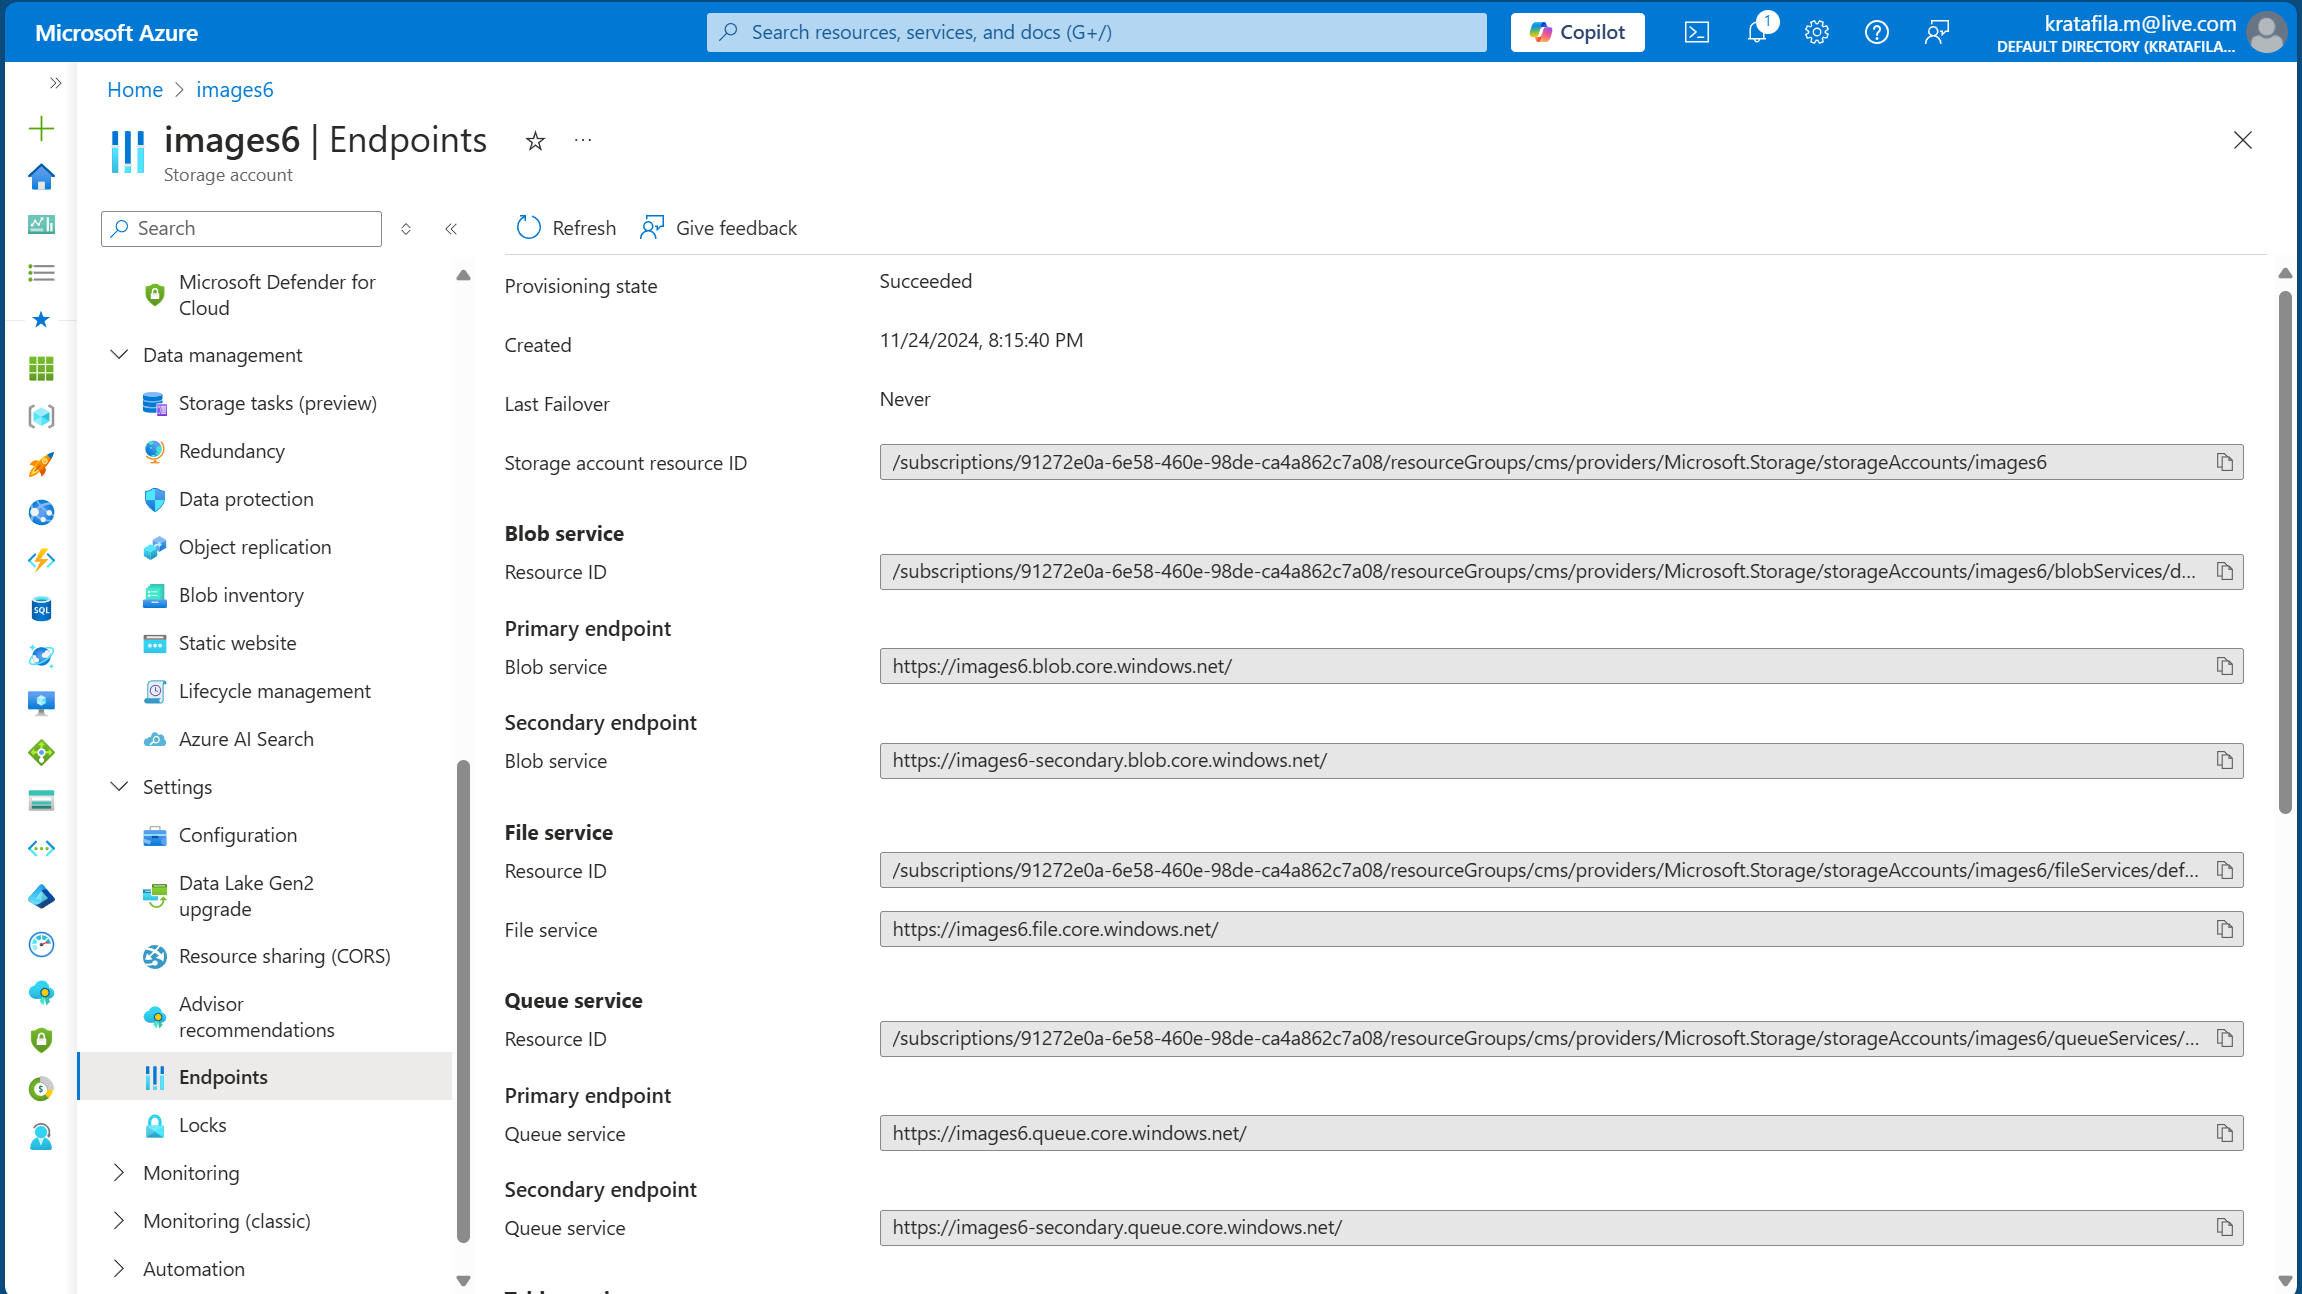 Microsoft Azure
Search resources, services, and docs (G+/)
Copilot
1
kratafila.m@live.com
DEFAULT DIRECTORY (KRATAFILA...
Home > images6
images6 | Endpoints
Storage account
Search
Refresh
Give feedback
Microsoft Defender for
Cloud
Data management
Storage tasks (preview)
Redundancy
Data protection
Object replication
Blob inventory
Static website
Lifecycle management
Azure AI Search
Settings
Configuration
Data Lake Gen2
upgrade
Resource sharing (CORS)
Advisor
recommendations
Endpoints
Locks
Monitoring
Monitoring (classic)
Automation
SQL
Provisioning state
Succeeded
Created
11/24/2024, 8:15:40 PM
Last Failover
Never
Storage account resource ID
/subscriptions/91272e0a-6e58-460e-98de-ca4a862c7a08/resourceGroups/cms/providers/Microsoft.Storage/storageAccounts/images6
Blob service
Resource ID
/subscriptions/91272e0a-6e58-460e-98de-ca4a862c7a08/resourceGroups/cms/providers/Microsoft.Storage/storageAccounts/images6/blobServices/d...
Primary endpoint
Blob service
https://images6.blob.core.windows.net/
Secondary endpoint
Blob service
https://images6-secondary.blob.core.windows.net/
File service
Resource ID
/subscriptions/91272e0a-6e58-460e-98de-ca4a862c7a08/resourceGroups/cms/providers/Microsoft.Storage/storageAccounts/images6/fileServices/def...
File service
https://images6.file.core.windows.net/
Queue service
Resource ID
/subscriptions/91272e0a-6e58-460e-98de-ca4a862c7a08/resourceGroups/cms/providers/Microsoft.Storage/storageAccounts/images6/queueServices/...
Primary endpoint
Queue service
https://images6.queue.core.windows.net/
Secondary endpoint
Queue service
https://images6-secondary.queue.core.windows.net/